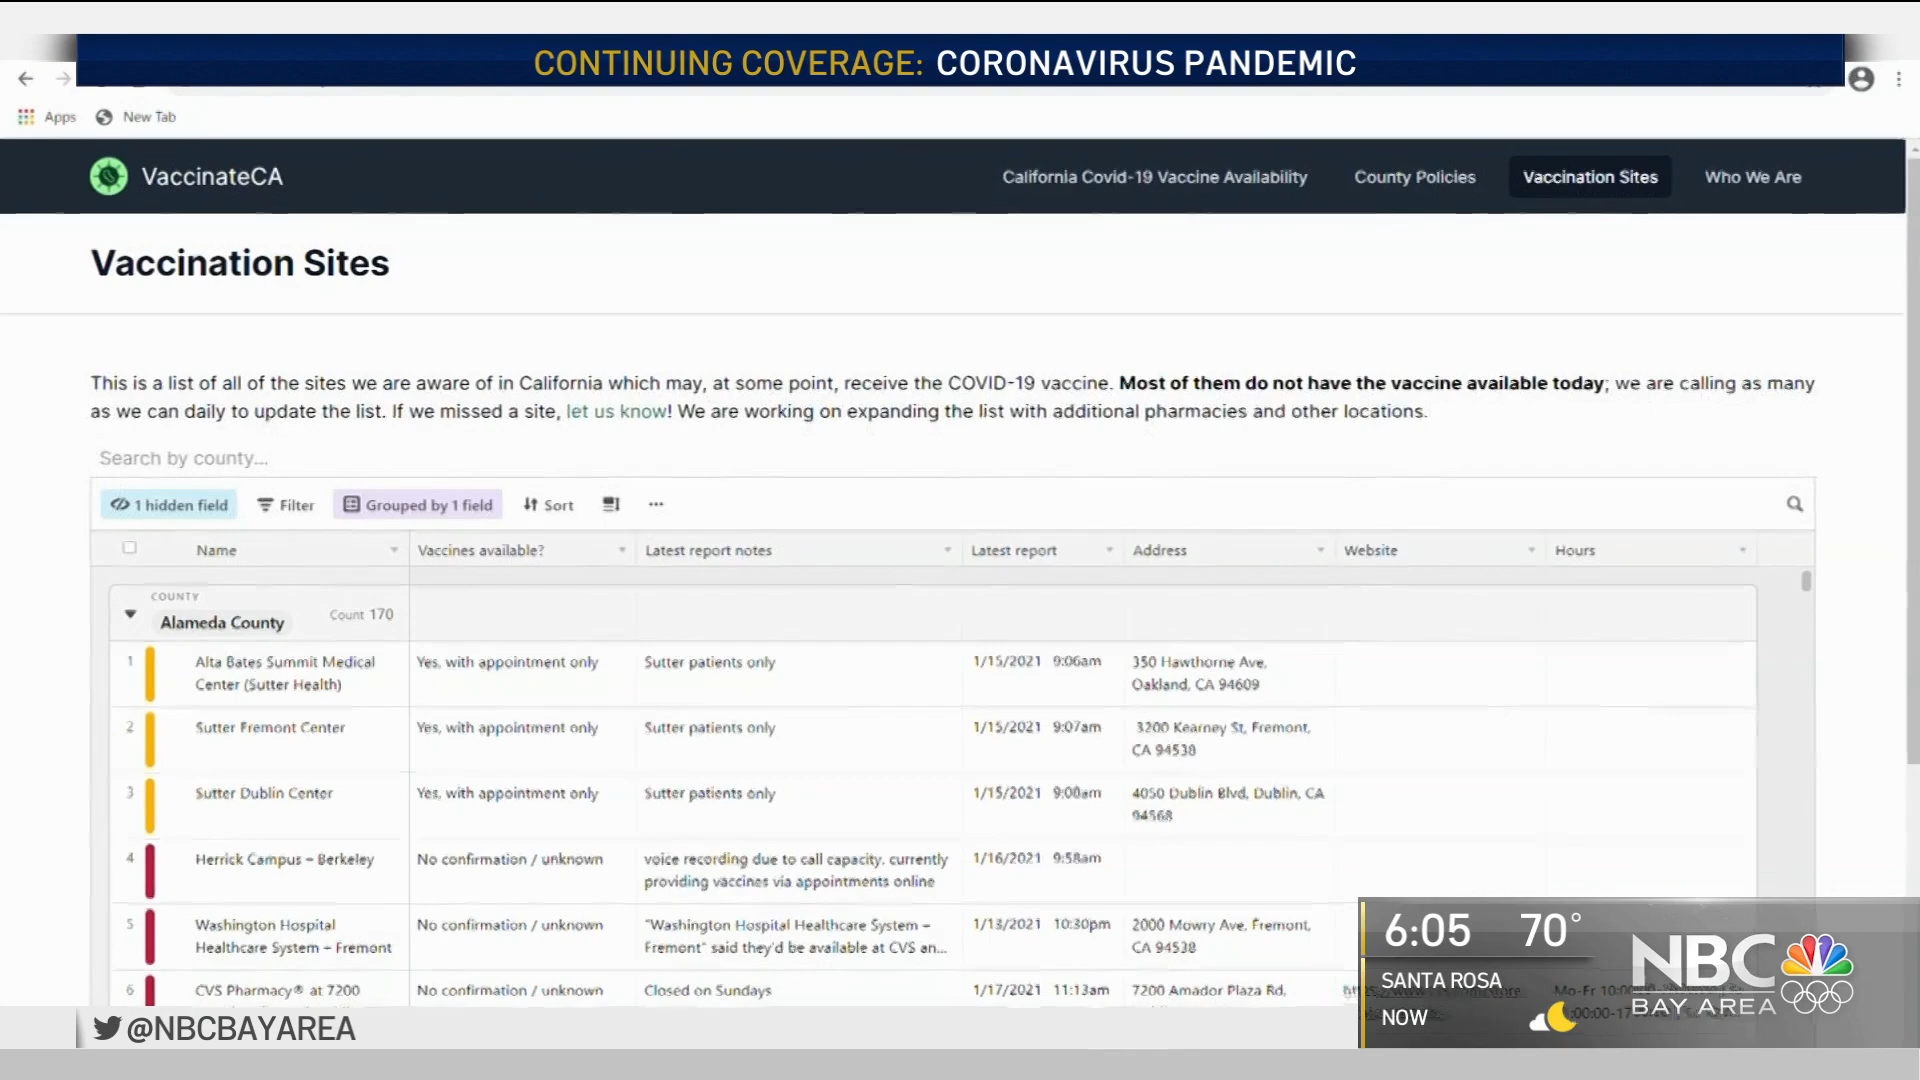 CONTINUING COVERAGE: CORONAVIRUS PANDEMIC
Apps New Tab
VaccinateCA California Covid-19 Vaccine Availability County Policies Vaccination Sites Who We Are
Vaccination Sites
This is a list of all of the sites we are aware of in California which may, at some point, receive the COVID-19 vaccine. Most of them do not have the vaccine available today; we are calling as many
as we can daily to update the list. If we missed a site, let us know! We are working on expanding the list with additional pharmacies and other locations.
Search by county...
1 hidden field Filter Grouped by 1 field Sort ...
Name Vaccines available? Latest report notes Latest report Address Website Hours
COUNTY
Alameda County Count 170
1 Alta Bates Summit Medical Yes, with appointment only Sutter patients only 1/15/2021 9:06am 350 Hawthorne Ave,
Center (Sutter Health) Oakland, CA 94609
2 Sutter Fremont Center Yes, with appointment only Sutter patients only 1/15/2021 9:07am 3200 Kearney St, Fremont,
CA 94538
3 Sutter Dublin Center Yes, with appointment only Sutter patients only 1/15/2021 9:08am 4050 Dublin Blvd, Dublin, CA
94568
4 Herrick Campus – Berkeley No confirmation / unknown voice recording due to call capacity. currently 1/16/2021 9:58am
providing vaccines via appointments online
5 Washington Hospital No confirmation / unknown "Washington Hospital Healthcare System – 1/13/2021 10:30pm 2000 Mowry Ave, Fremont,
Healthcare System – Fremont Fremont" said they'd be available at CVS an... CA 94538
6 CVS Pharmacy® at 7200 No confirmation / unknown Closed on Sundays 1/17/2021 11:13am 7200 Amador Plaza Rd,
6:05 70°
SANTA ROSA
NOW
NBC
BAY AREA
@NBCBAYAREA